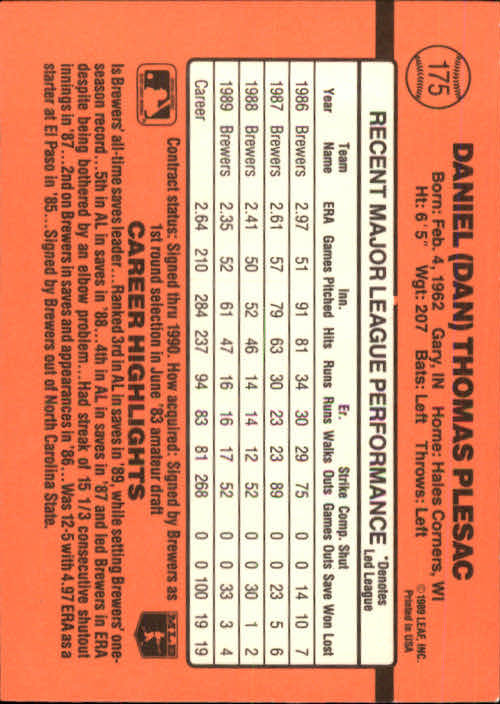 175
DANIEL (DAN) THOMAS PLESAC
Born: Feb. 4, 1962 Gary, IN Home: Hales Corners, WI
Ht: 6'5" Wgt: 207 Bats: Left Throws: Left
© 1989 LEAF, INC.
Printed in USA
RECENT MAJOR LEAGUE PERFORMANCE
*Denotes
Led League
Team Inn. Er. Strike Comp. Shut
Year Name ERA Games Pitched Hits Runs Runs Walks Outs Games Outs Save Won Lost
1986 Brewers 2.97 51 91 81 34 30 29 75 0 0 14 10 7
1987 Brewers 2.61 57 79 63 30 23 23 89 0 0 23 5 6
1988 Brewers 2.41 50 52 46 14 14 12 52 0 0 30 1 2
1989 Brewers 2.35 52 61 47 16 16 17 52 0 0 33 3 4
Career 2.64 210 284 237 94 83 81 268 0 0 100 19 19
Contract status: Signed thru 1990. How acquired: Signed by Brewers as
1st round selection in June '83 amateur draft
MLB
CAREER HIGHLIGHTS
Is Brewers' all-time saves leader...Ranked 3rd in AL in saves in '89, while setting Brewers' one-
season record...5th in AL in saves in '88...4th in AL in saves in '87 and led Brewers in ERA
despite being bothered by an elbow problem...Had streak of 15 1/3 consecutive shutout
innings in '87...2nd on Brewers in saves and appearances in '86...Was 12-5 with 4.97 ERA as a
starter at El Paso in '85...Signed by Brewers out of North Carolina State.